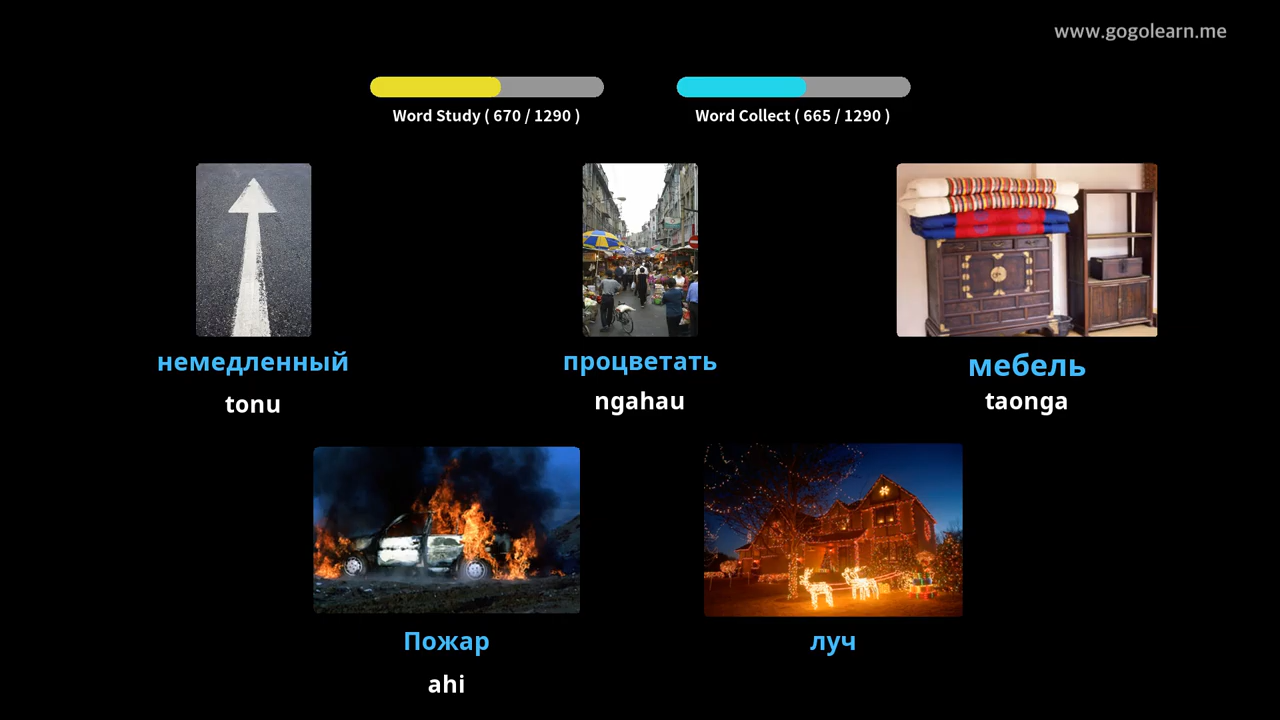 www.gogolearn.me
Word Study ( 670 / 1290 )
Word Collect ( 665 / 1290 )
немедленный
tonu
процветать
ngahau
мебель
taonga
Пожар
ahi
луч